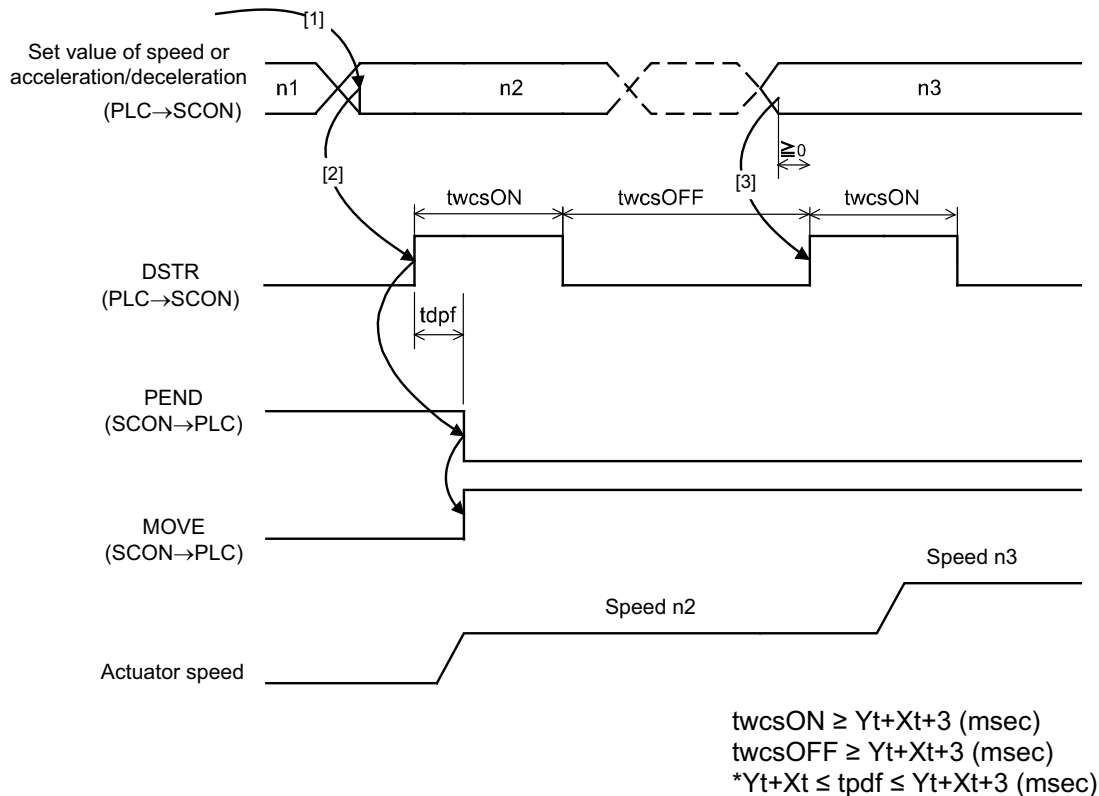 [1]
Set value of speed or
acceleration/deceleration
(PLC→SCON)
n1
n2
n3
≧0
[2]
[3]
twcsON
twcsOFF
twcsON
DSTR
(PLC→SCON)
tdpf
PEND
(SCON→PLC)
MOVE
(SCON→PLC)
Speed n3
Speed n2
Actuator speed
twcsON ≥ Yt+Xt+3 (msec)
twcsOFF ≥ Yt+Xt+3 (msec)
*Yt+Xt ≤ tpdf ≤ Yt+Xt+3 (msec)